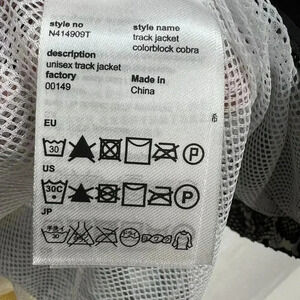 style no
N414909T
style name
track jacket
colorblock cobra
description
unisex track jacket
factory
00149
Made in
China
EU
30
P
US
30C
P
JP
30